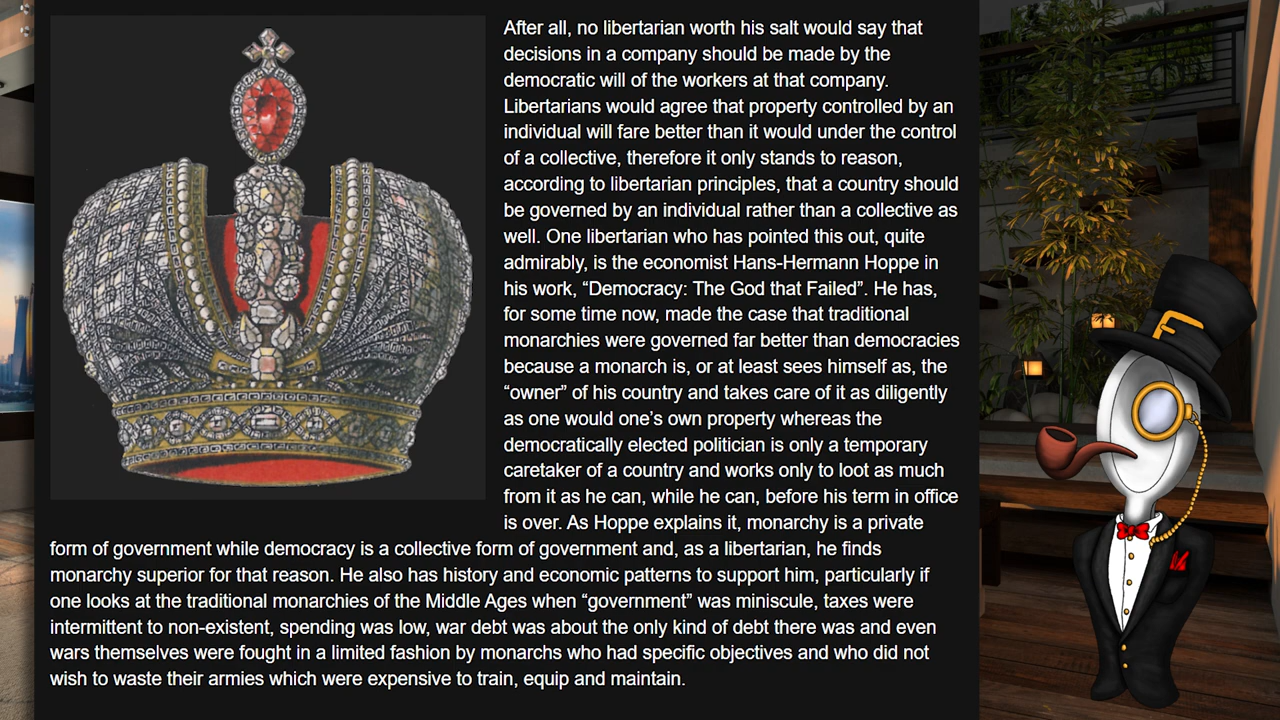 After all, no libertarian worth his salt would say that
decisions in a company should be made by the
democratic will of the workers at that company.
Libertarians would agree that property controlled by an
individual will fare better than it would under the control
of a collective, therefore it only stands to reason,
according to libertarian principles, that a country should
be governed by an individual rather than a collective as
well. One libertarian who has pointed this out, quite
admirably, is the economist Hans-Hermann Hoppe in
his work, “Democracy: The God that Failed”. He has,
for some time now, made the case that traditional
monarchies were governed far better than democracies
because a monarch is, or at least sees himself as, the
“owner” of his country and takes care of it as diligently
as one would one’s own property whereas the
democratically elected politician is only a temporary
caretaker of a country and works only to loot as much
from it as he can, while he can, before his term in office
is over. As Hoppe explains it, monarchy is a private
form of government while democracy is a collective form of government and, as a libertarian, he finds
monarchy superior for that reason. He also has history and economic patterns to support him, particularly if
one looks at the traditional monarchies of the Middle Ages when “government” was miniscule, taxes were
intermittent to non-existent, spending was low, war debt was about the only kind of debt there was and even
wars themselves were fought in a limited fashion by monarchs who had specific objectives and who did not
wish to waste their armies which were expensive to train, equip and maintain.
F